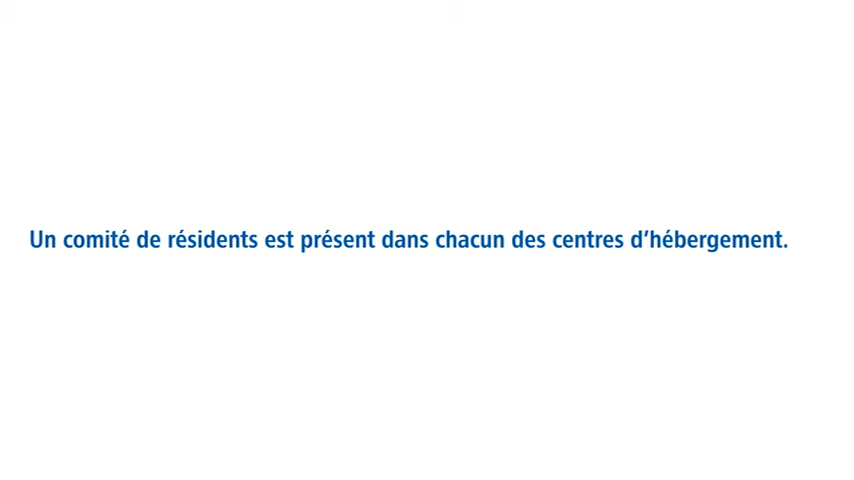 Un comité de résidents est présent dans chacun des centres d’hébergement.